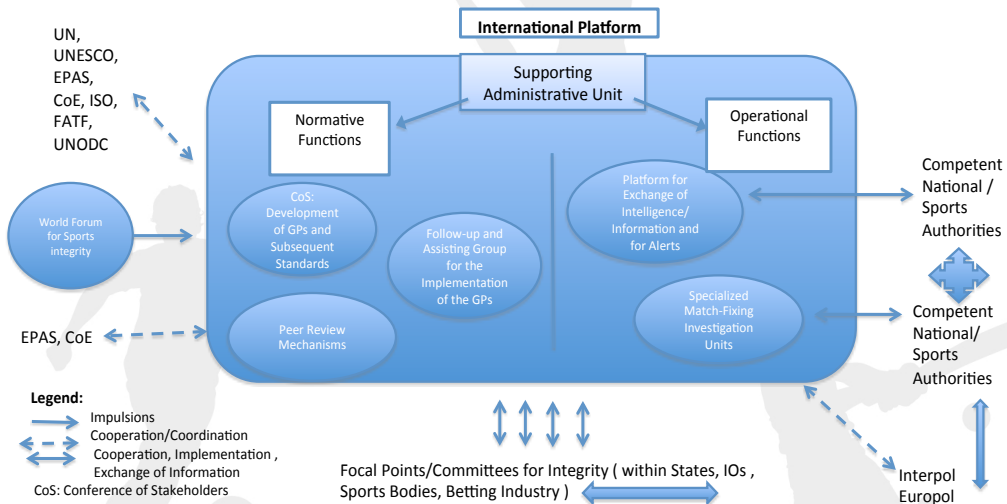 International Platform
UN,
UNESCO,
EPAS,
CoE, ISO,
FATF,
UNODC
Supporting
Administrative Unit
Normative
Functions
Operational
Functions
World Forum
for Sports
integrity
CoS:
Development
of GPs and
Subsequent
Standards
Follow-up and
Assisting Group
for the
Implementation
of the GPs
Peer Review
Mechanisms
Platform for
Exchange of
Intelligence/
Information and
for Alerts
Specialized
Match-Fixing
Investigation
Units
Competent
National /
Sports
Authorities
Competent
National/
Sports
Authorities
EPAS, CoE
Legend:
Impulsions
Cooperation/Coordination
Cooperation, Implementation ,
Exchange of Information
CoS: Conference of Stakeholders
Focal Points/Committees for Integrity ( within States, IOs ,
Sports Bodies, Betting Industry )
Interpol
Europol